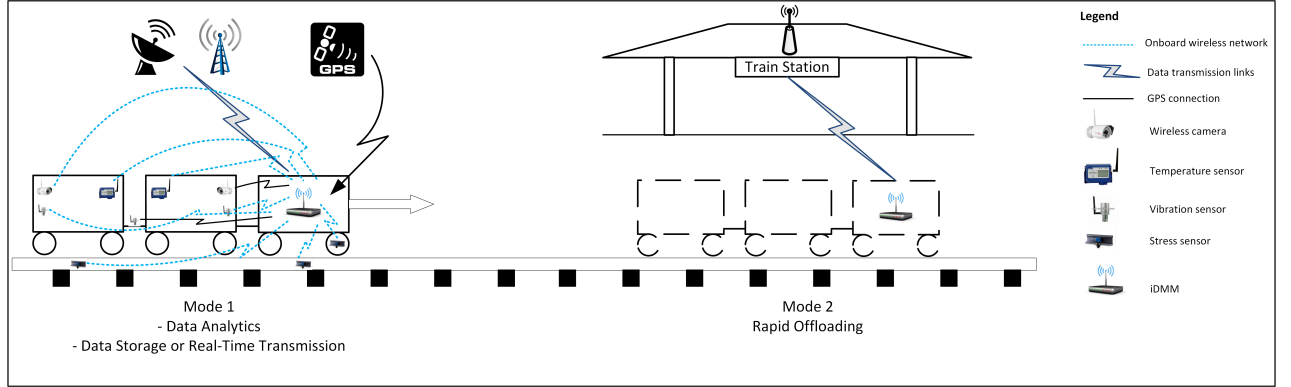 GPS
Train Station
Mode 1
- Data Analytics
- Data Storage or Real-Time Transmission
Mode 2
Rapid Offloading
Legend
Onboard wireless network
Data transmission links
GPS connection
Wireless camera
Temperature sensor
Vibration sensor
Stress sensor
iDMM